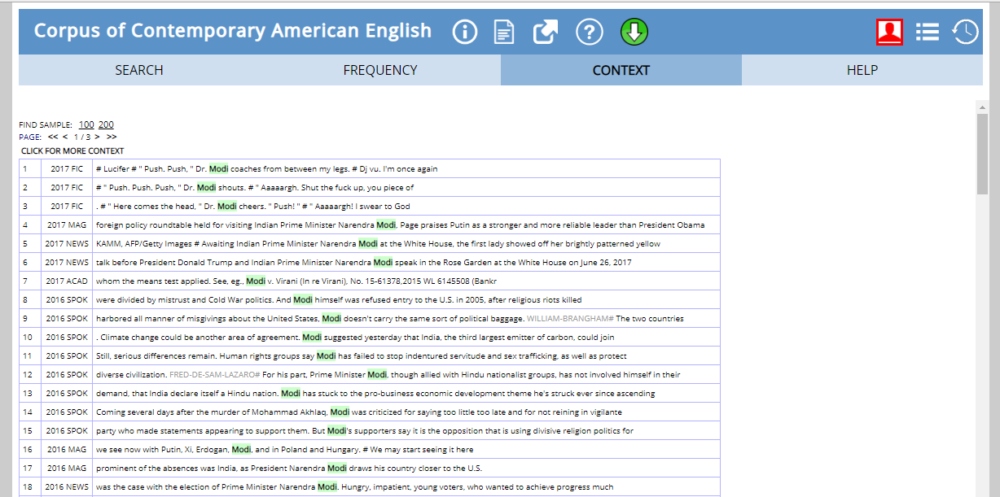 Corpus of Contemporary American English
SEARCH FREQUENCY CONTEXT HELP
FIND SAMPLE: 100 200
PAGE: << < 1 / 3 > >>
CLICK FOR MORE CONTEXT
1 2017 FIC # Lucifer # " Push. Push, " Dr. Modi coaches from between my legs. # Dj vu. I'm once again
2 2017 FIC # " Push. Push. Push, " Dr. Modi shouts. # " Aaaaargh. Shut the fuck up, you piece of
3 2017 FIC . # " Here comes the head, " Dr. Modi cheers. " Push! " # " Aaaaargh! I swear to God
4 2017 MAG foreign policy roundtable held for visiting Indian Prime Minister Narendra Modi, Page praises Putin as a stronger and more reliable leader than President Obama
5 2017 NEWS KAMM, AFP/Getty Images # Awaiting Indian Prime Minister Narendra Modi at the White House, the first lady showed off her brightly patterned yellow
6 2017 NEWS talk before President Donald Trump and Indian Prime Minister Narendra Modi speak in the Rose Garden at the White House on June 26, 2017
7 2017 ACAD whom the means test applied. See, eg., Modi v. Virani (In re Virani), No. 15-61378,2015 WL 6145508 (Bankr
8 2016 SPOK were divided by mistrust and Cold War politics. And Modi himself was refused entry to the U.S. in 2005, after religious riots killed
9 2016 SPOK harbored all manner of misgivings about the United States, Modi doesn't carry the same sort of political baggage. WILLIAM-BRANGHAM# The two countries
10 2016 SPOK . Climate change could be another area of agreement. Modi suggested yesterday that India, the third largest emitter of carbon, could join
11 2016 SPOK Still, serious differences remain. Human rights groups say Modi has failed to stop indentured servitude and sex trafficking, as well as protect
12 2016 SPOK diverse civilization. FRED-DE-SAM-LAZARO# For his part, Prime Minister Modi, though allied with Hindu nationalist groups, has not involved himself in their
13 2016 SPOK demand, that India declare itself a Hindu nation. Modi has stuck to the pro-business economic development theme he's struck ever since ascending
14 2016 SPOK Coming several days after the murder of Mohammad Akhlaq, Modi was criticized for saying too little too late and for not reining in vigilante
15 2016 SPOK party who made statements appearing to support them. But Modi's supporters say it is the opposition that is using divisive religion politics for
16 2016 MAG we see now with Putin, Xi, Erdogan, Modi, and in Poland and Hungary. # We may start seeing it here
17 2016 MAG prominent of the absences was India, as President Narendra Modi draws his country closer to the U.S.
18 2016 NEWS was the case with the election of Prime Minister Narendra Modi. Hungry, impatient, young voters, who wanted to achieve progress much